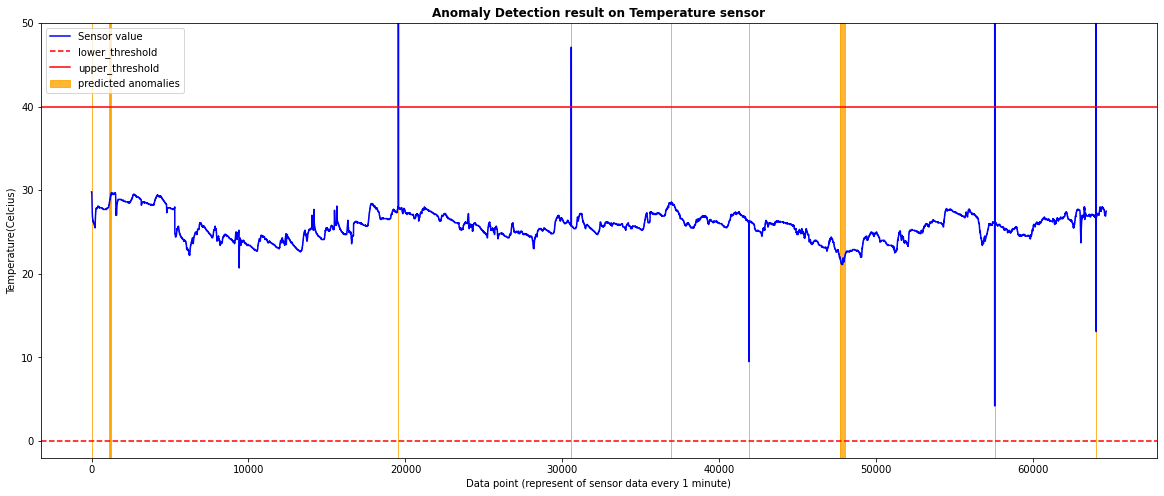 Anomaly Detection result on Temperature sensor
50
40
30
20
10
0
Temperature(Celcius)
Sensor value
lower_threshold
upper_threshold
predicted anomalies
0
10000
20000
30000
40000
50000
60000
Data point (represent of sensor data every 1 minute)